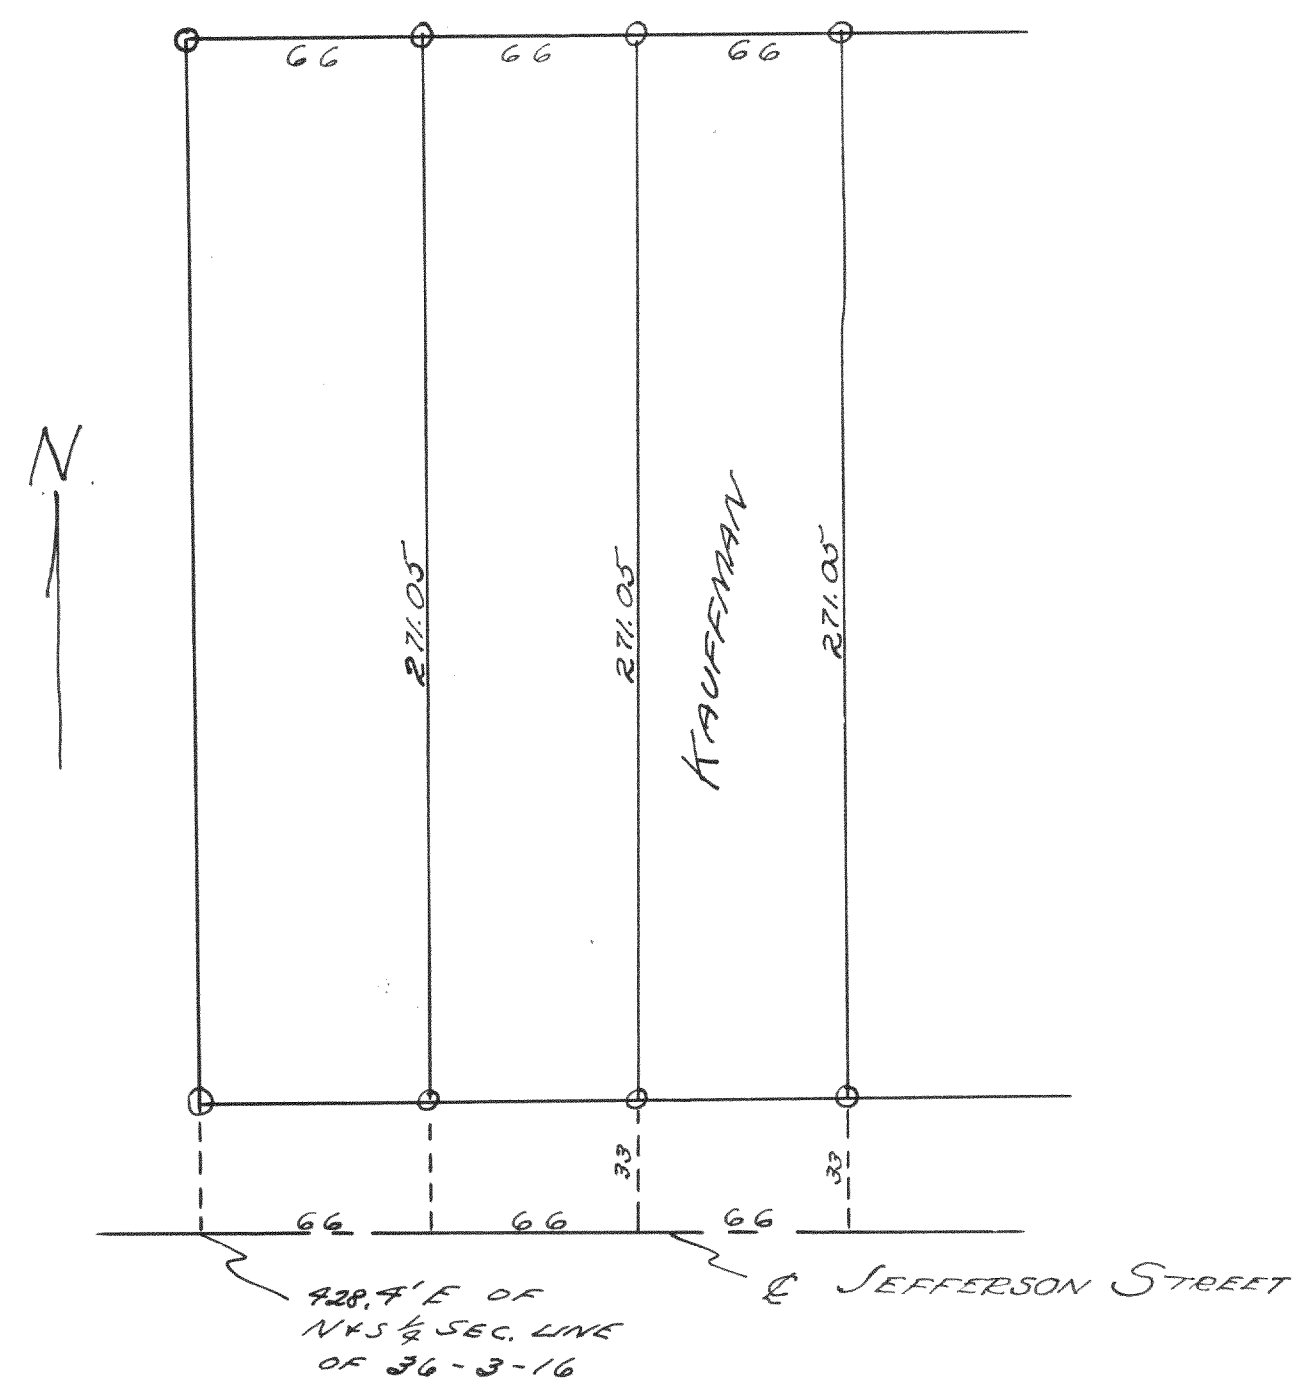 66 66 66
N
271.05
271.05
KAUFFMAN
271.05
33
33
66 66 66
℄ JEFFERSON STREET
428.4' E OF
N & S 1/4 SEC. LINE
OF 36-3-16